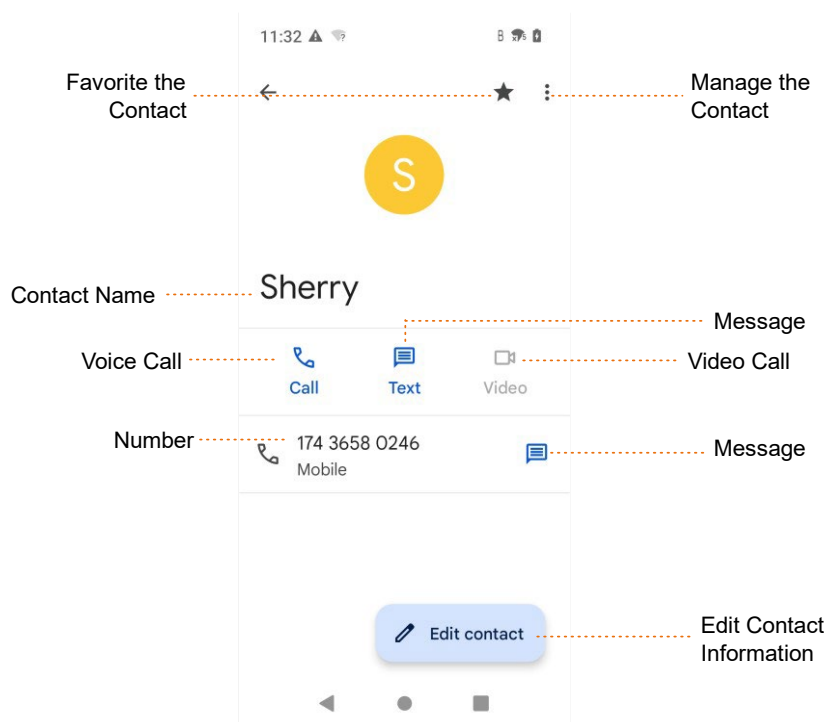 11:32
Favorite the
Contact
Manage the
Contact
S
Contact Name
Sherry
Message
Voice Call
Video Call
Call
Text
Video
Number
174 3658 0246
Mobile
Message
Edit contact
Edit Contact
Information